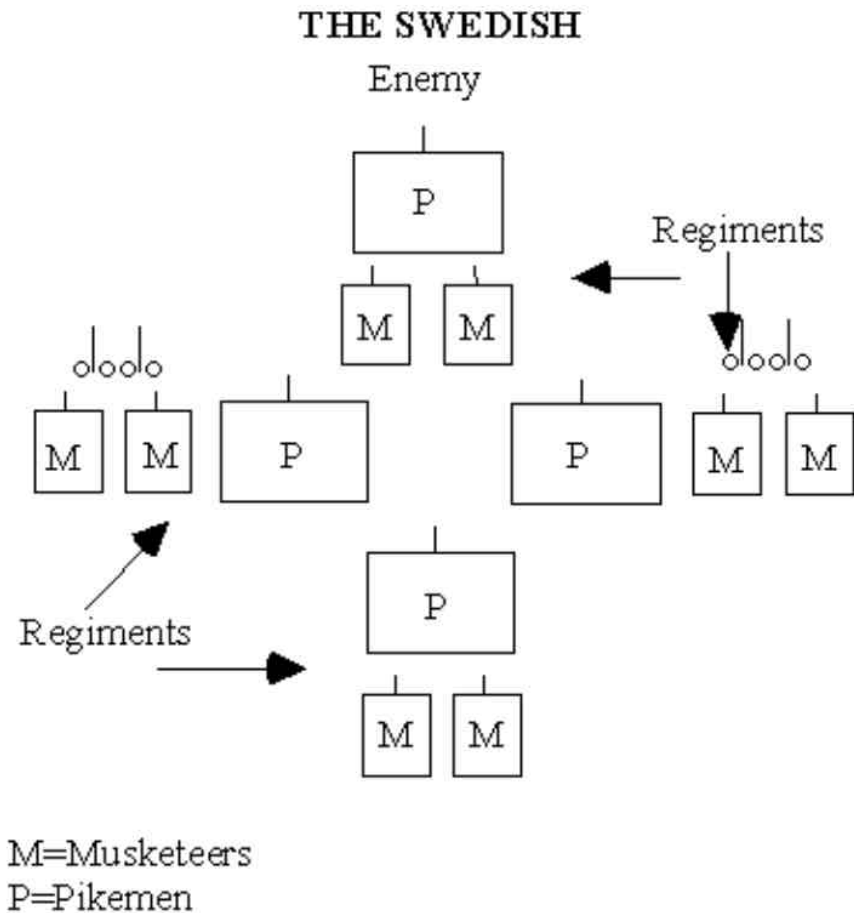 THE SWEDISH
Enemy
P
Regiments
M M
M M P P M M
P
Regiments
M M
M=Musketeers
P=Pikemen